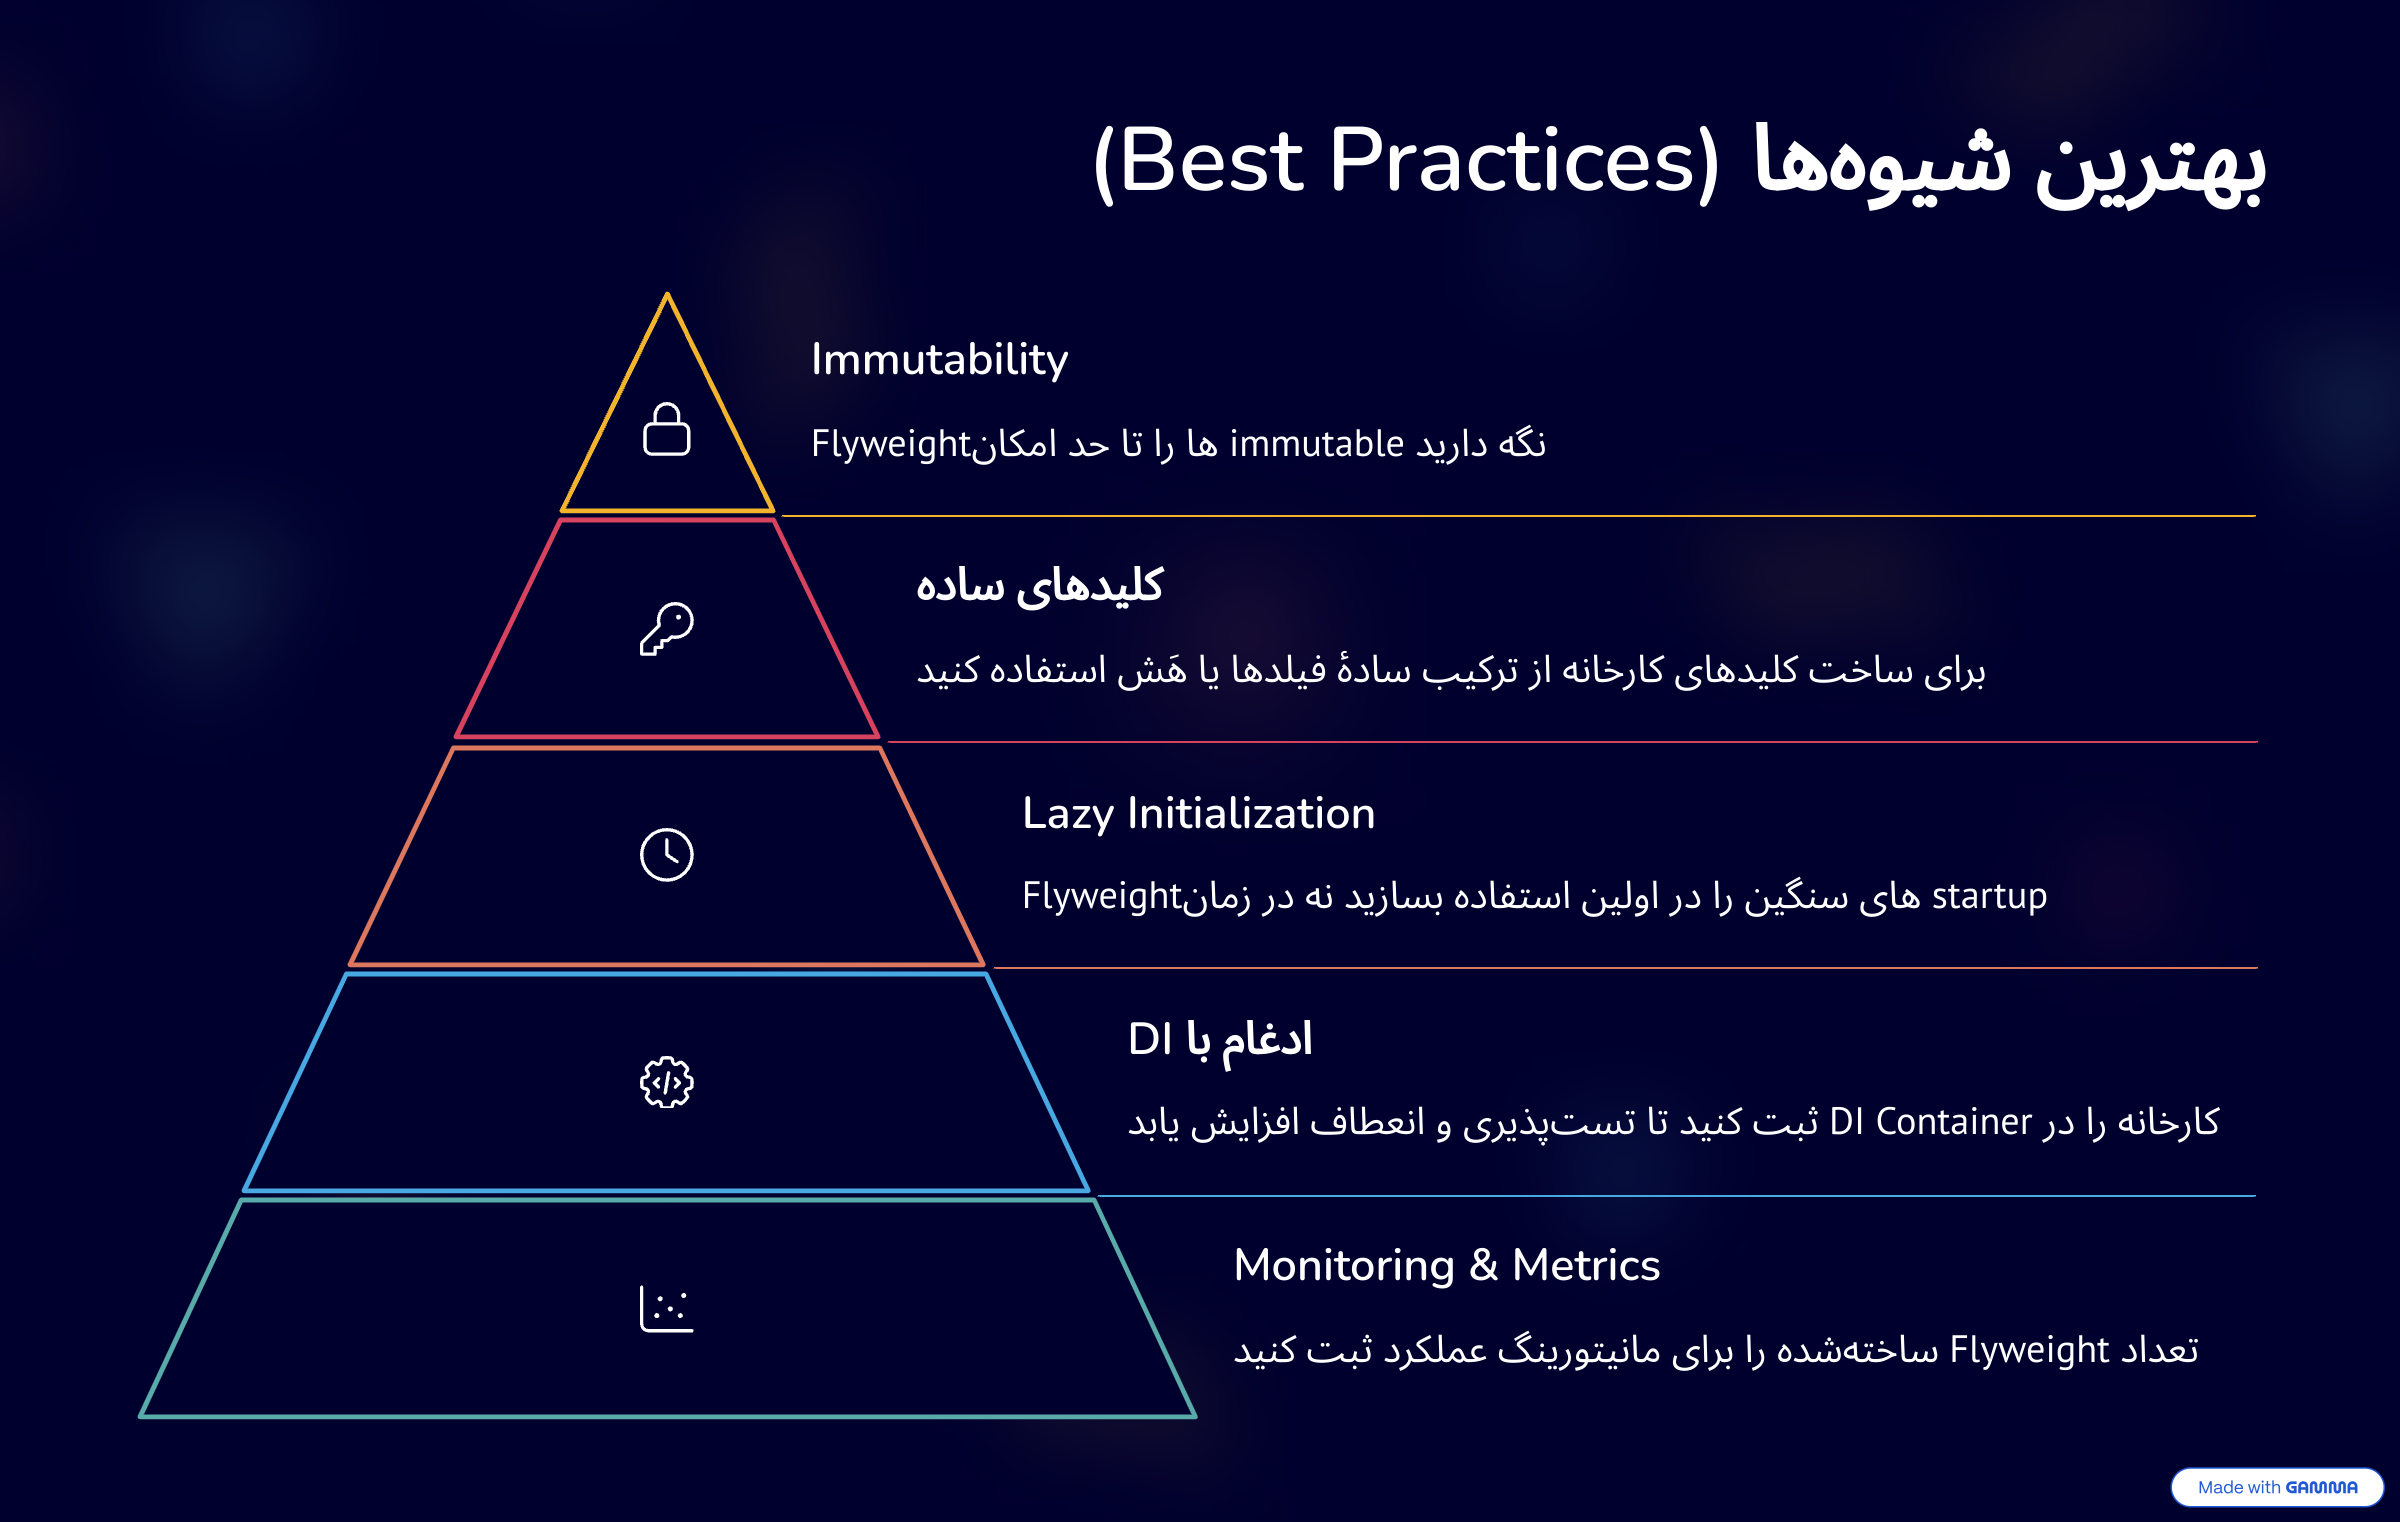 بهترین شیوه‌ها (Best Practices)
Immutability
Flyweightها را تا حد امکان immutable نگه دارید
کلیدهای ساده
برای ساخت کلیدهای کارخانه از ترکیب سادهٔ فیلدها یا هَش استفاده کنید
Lazy Initialization
Flyweightهای سنگین را در اولین استفاده بسازید نه در زمان startup
ادغام با DI
کارخانه را در DI Container ثبت کنید تا تست‌پذیری و انعطاف افزایش یابد
Monitoring & Metrics
تعداد Flyweight ساخته‌شده را برای مانیتورینگ عملکرد ثبت کنید
Made with GAMMA